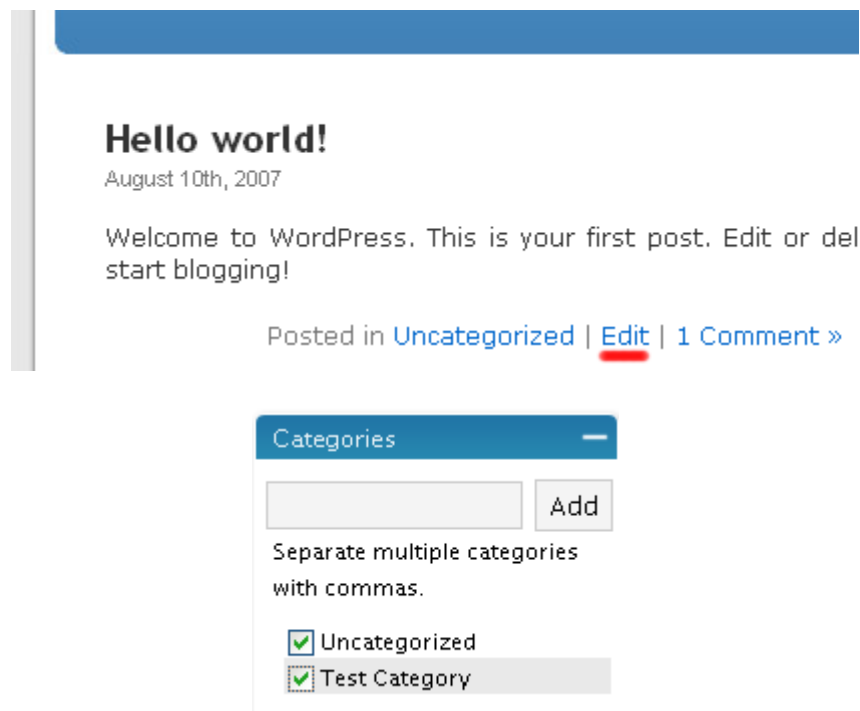 Hello world!
August 10th, 2007
Welcome to WordPress. This is your first post. Edit or del
start blogging!
Posted in Uncategorized | Edit | 1 Comment »
Categories
Add
Separate multiple categories
with commas.
Uncategorized
Test Category